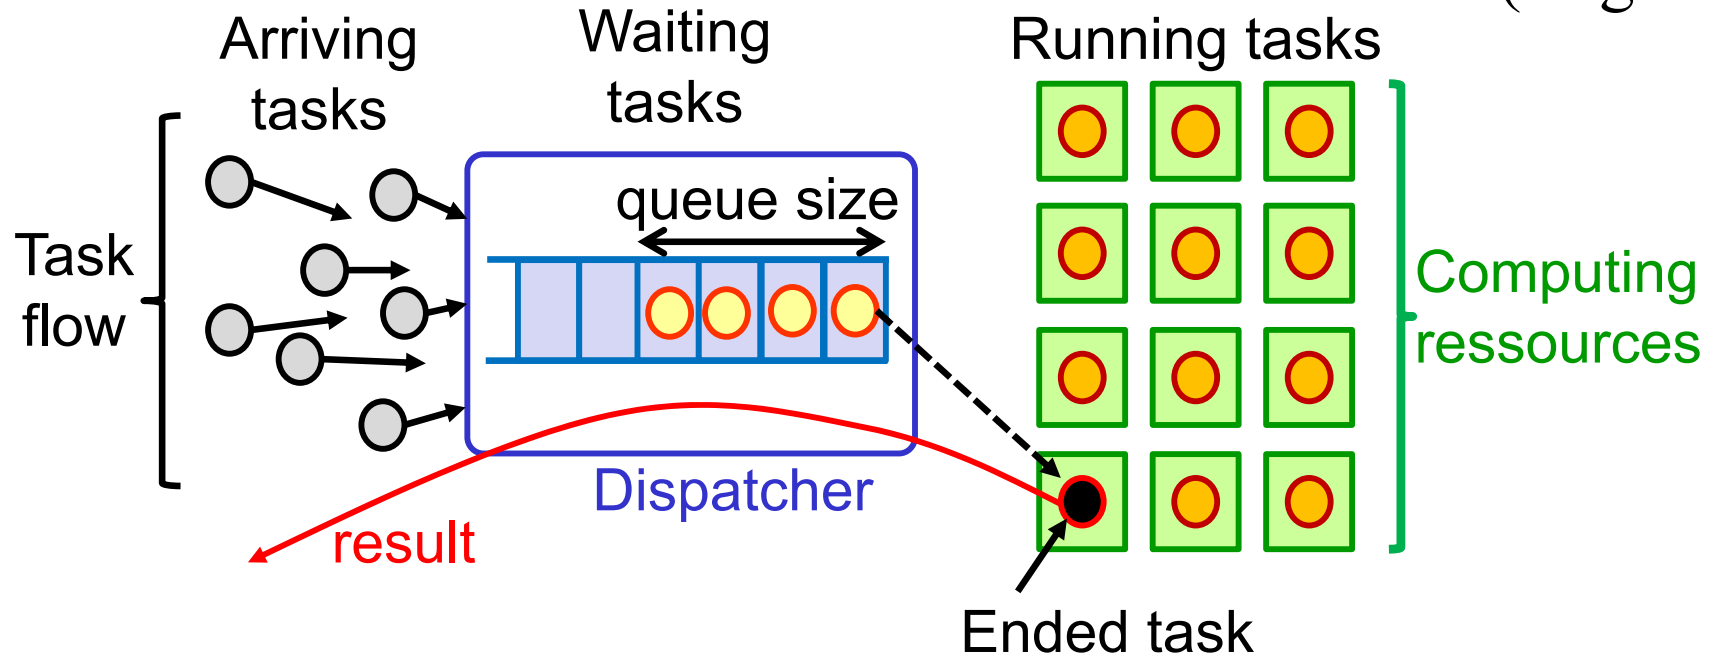 Arriving
tasks
Waiting
tasks
Running tasks
queue size
Task
flow
Computing
ressources
Dispatcher
result
Ended task